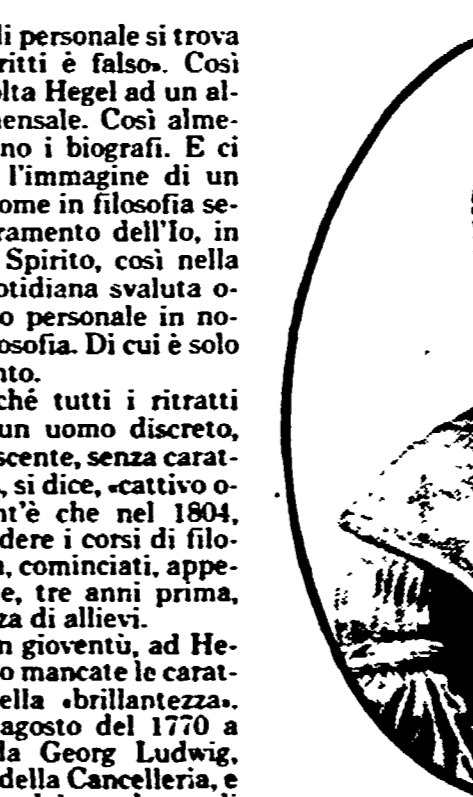 li personale si trova
ritti è falso». Così
olta Hegel ad un al-
mensale. Così alme-
no i biografi. E ci
l'immagine di un
ome in filosofia se-
ramento dell'Io, in
Spirito, così nella
otidiana svaluta o-
o personale in no-
osofia. Di cui è solo
nto.
ché tutti i ritratti
un uomo discreto,
scente, senza carat-
, si dice, «cattivo o-
nt'è che nel 1804,
dere i corsi di filo-
a, cominciati, appe-
e, tre anni prima,
za di allievi.
n gioventù, ad He-
o mancate le carat-
ella «brillantezza».
agosto del 1770 a
da Georg Ludwig,
della Cancelleria, e